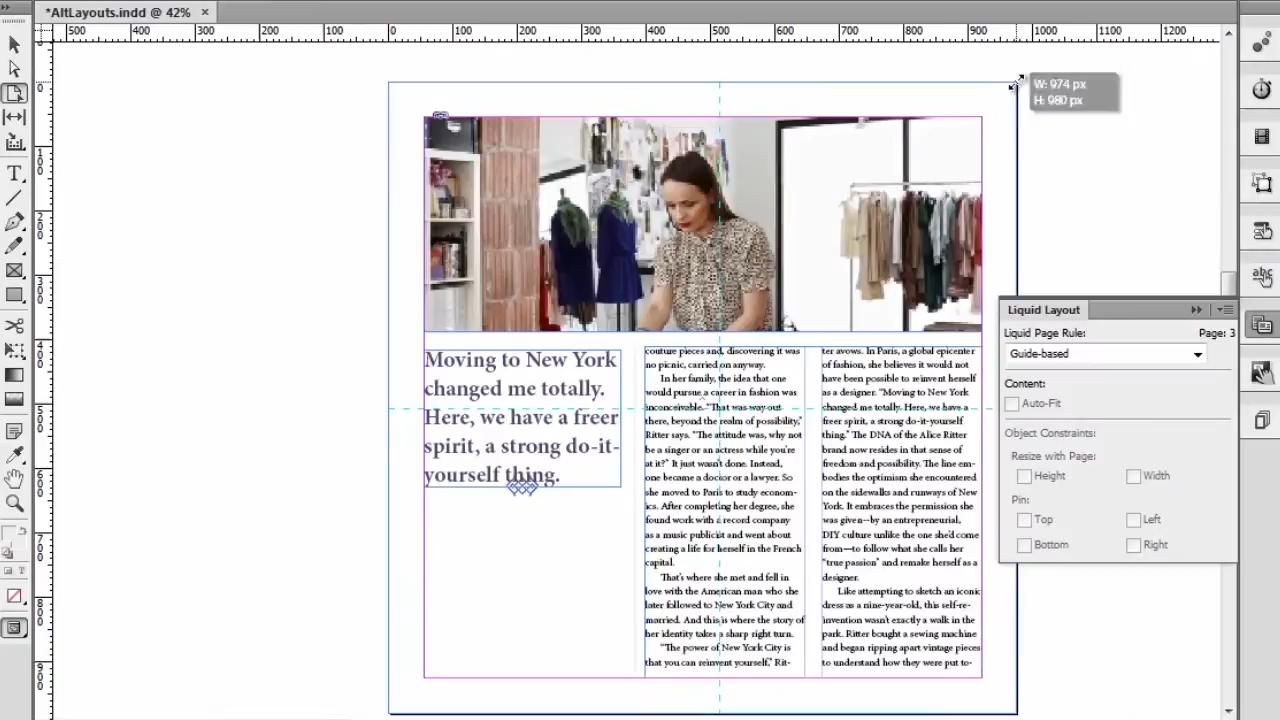 *AltLayouts.indd @ 42% ×
500 400 300 200 100 0 100 200 300 400 500 600 700 800 900 1000 1100 1200
0
100
200
300
400
500
600
700
800
900
W: 974 px
H: 980 px
Moving to New York
changed me totally.
Here, we have a freer
spirit, a strong do-it-
yourself thing.
couture pieces and, discovering it was
no picnic, carried on anyway.
In her family, the idea that one
would pursue a career in fashion was
inconceivable. "That was way out
there, beyond the realm of possibility,"
Ritter says. "The attitude was, why not
be a singer or an actress while you're
at it?" It just wasn't done. Instead,
one became a doctor or a lawyer. So
she moved to Paris to study econom-
ics. After completing her degree, she
found work with a record company
as a music publicist and went about
creating a life for herself in the French
capital.
That's where she met and fell in
love with the American man who she
later followed to New York City and
married. And this is where the story of
her identity takes a sharp right turn.
"The power of New York City is
that you can reinvent yourself," Rit-
ter avows. In Paris, a global epicenter
of fashion, she believes it would not
have been possible to reinvent herself
as a designer. "Moving to New York
changed me totally. Here, we have a
freer spirit, a strong do-it-yourself
thing." The DNA of the Alice Ritter
brand now resides in that sense of
freedom and possibility. The line em-
bodies the optimism she encountered
on the sidewalks and runways of New
York. It embraces the permission she
was given--by an entrepreneurial,
DIY culture unlike the one she'd come
from—to follow what she calls her
"true passion" and remake herself as a
designer.
Like attempting to sketch an iconic
dress as a nine-year-old, this self-re-
invention wasn't exactly a walk in the
park. Ritter bought a sewing machine
and began ripping apart vintage pieces
to understand how they were put to-
Liquid Layout
Liquid Page Rule: Page: 3
Guide-based
Content:
Auto-Fit
Object Constraints:
Resize with Page:
Height Width
Pin:
Top Left
Bottom Right
abc
T
T